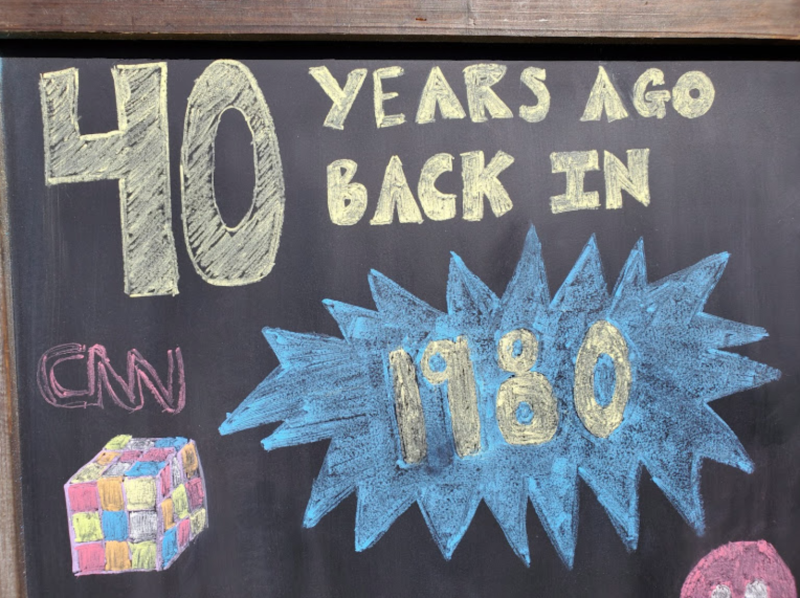 40 YEARS AGO
BACK IN
1980
CNN